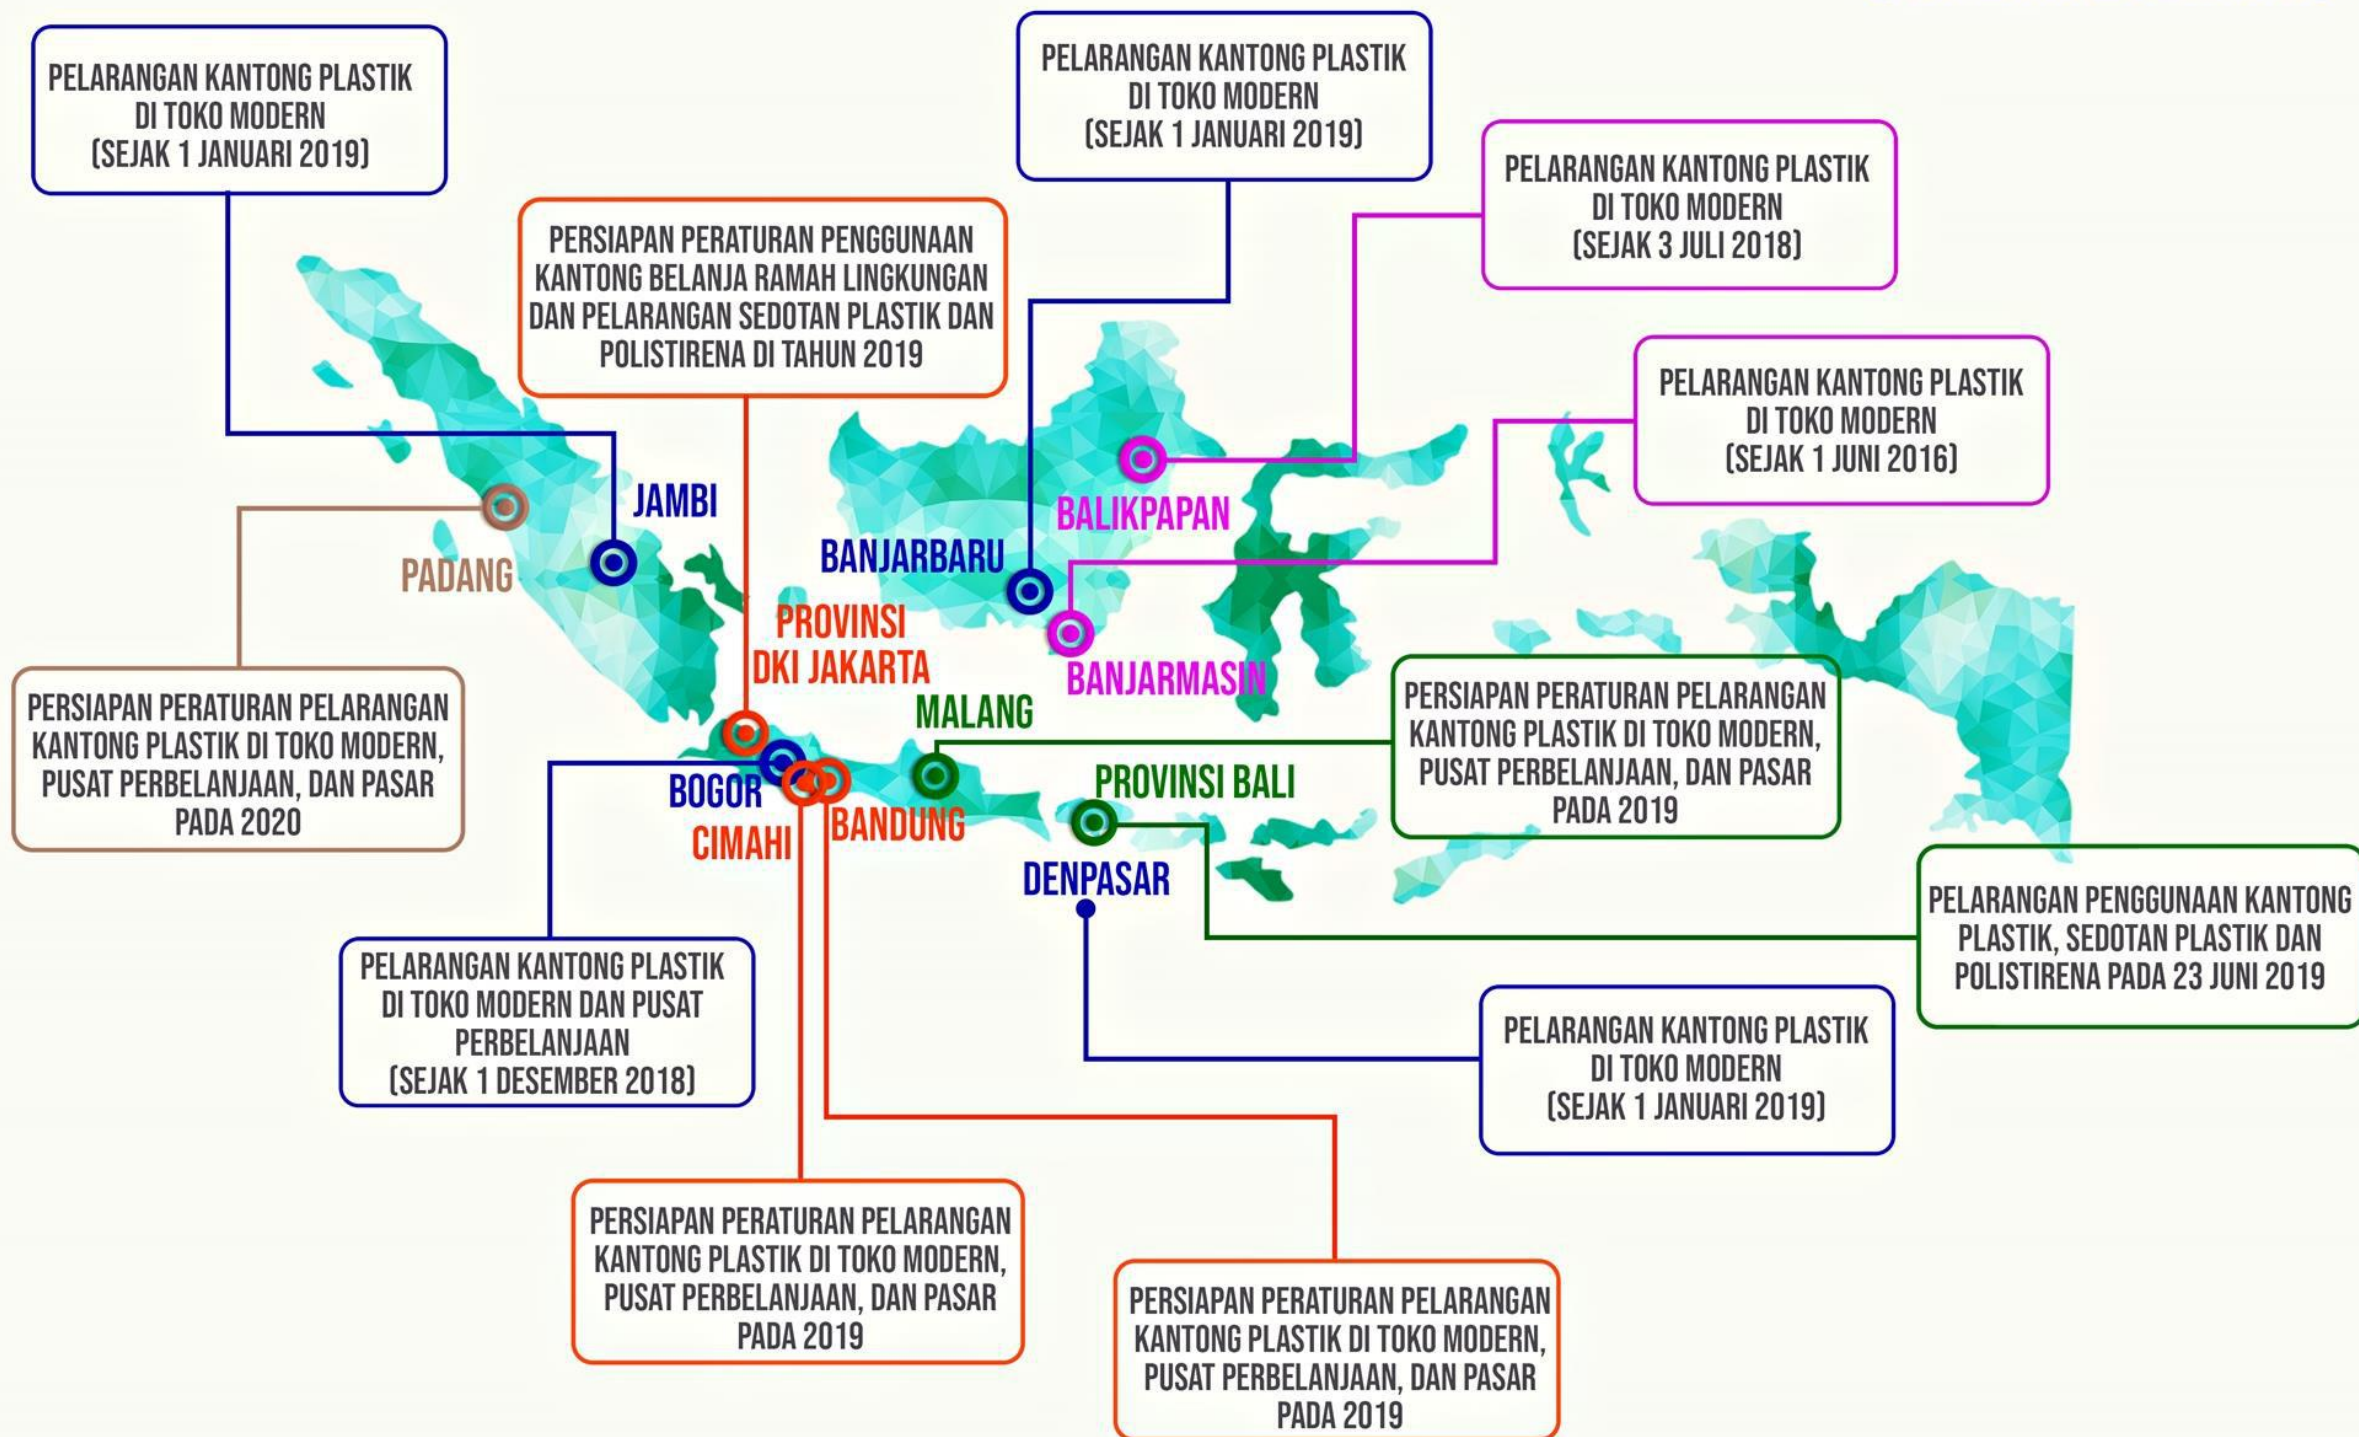 PELARANGAN KANTONG PLASTIK
DI TOKO MODERN
(SEJAK 1 JANUARI 2019)
PELARANGAN KANTONG PLASTIK
DI TOKO MODERN
(SEJAK 1 JANUARI 2019)
PELARANGAN KANTONG PLASTIK
DI TOKO MODERN
(SEJAK 3 JULI 2018)
PERSIAPAN PERATURAN PENGGUNAAN
KANTONG BELANJA RAMAH LINGKUNGAN
DAN PELARANGAN SEDOTAN PLASTIK DAN
POLISTIRENA DI TAHUN 2019
PELARANGAN KANTONG PLASTIK
DI TOKO MODERN
(SEJAK 1 JUNI 2016)
JAMBI
BALIKPAPAN
BANJARBARU
PADANG
PROVINSI
DKI JAKARTA
BANJARMASIN
MALANG
PERSIAPAN PERATURAN PELARANGAN
KANTONG PLASTIK DI TOKO MODERN,
PUSAT PERBELANJAAN, DAN PASAR
PADA 2020
PERSIAPAN PERATURAN PELARANGAN
KANTONG PLASTIK DI TOKO MODERN,
PUSAT PERBELANJAAN, DAN PASAR
PADA 2019
BOGOR
PROVINSI BALI
CIMAHI
BANDUNG
DENPASAR
PELARANGAN PENGGUNAAN KANTONG
PLASTIK, SEDOTAN PLASTIK DAN
POLISTIRENA PADA 23 JUNI 2019
PELARANGAN KANTONG PLASTIK
DI TOKO MODERN DAN PUSAT
PERBELANJAAN
(SEJAK 1 DESEMBER 2018)
PELARANGAN KANTONG PLASTIK
DI TOKO MODERN
(SEJAK 1 JANUARI 2019)
PERSIAPAN PERATURAN PELARANGAN
KANTONG PLASTIK DI TOKO MODERN,
PUSAT PERBELANJAAN, DAN PASAR
PADA 2019
PERSIAPAN PERATURAN PELARANGAN
KANTONG PLASTIK DI TOKO MODERN,
PUSAT PERBELANJAAN, DAN PASAR
PADA 2019